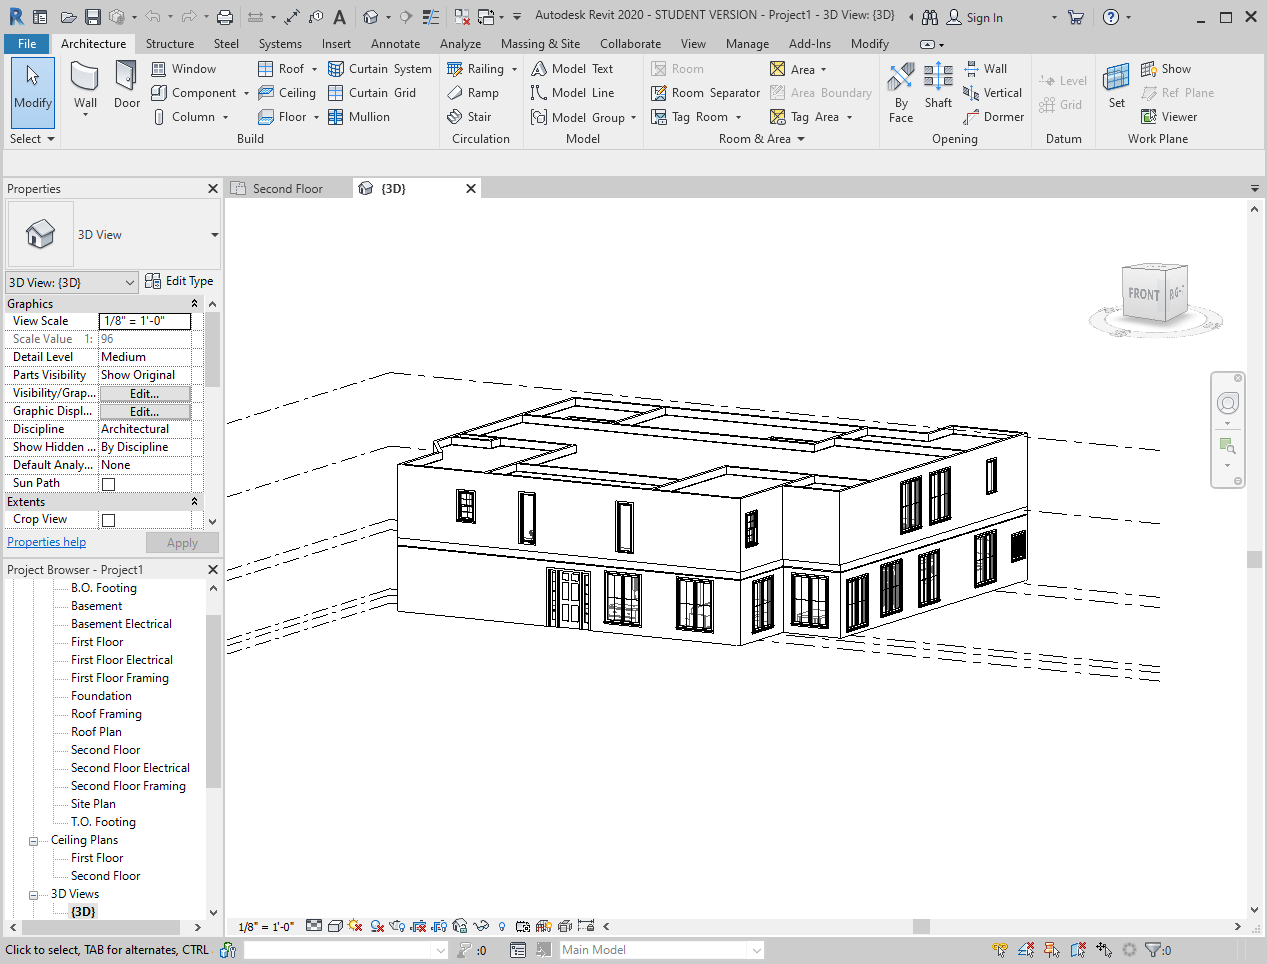 Autodesk Revit 2020 - STUDENT VERSION - Project1 - 3D View: {3D}
Sign In
File Architecture Structure Steel Systems Insert Annotate Analyze Massing & Site Collaborate View Manage Add-Ins Modify
Modify
Select
Wall
Door
Window
Component
Column
Roof
Ceiling
Floor
Curtain System
Curtain Grid
Mullion
Build
Railing
Ramp
Stair
Circulation
Model Text
Model Line
Model Group
Model
Room
Room Separator
Tag Room
Area
Area Boundary
Tag Area
Room & Area
By
Face
Shaft
Wall
Vertical
Dormer
Opening
Level
Grid
Datum
Set
Show
Ref Plane
Viewer
Work Plane
Properties
Second Floor
{3D}
3D View
3D View: {3D}
Edit Type
Graphics
View Scale 1/8" = 1'-0"
Scale Value 1: 96
Detail Level Medium
Parts Visibility Show Original
Visibility/Grap... Edit...
Graphic Displ... Edit...
Discipline Architectural
Show Hidden ... By Discipline
Default Analy... None
Sun Path
Extents
Crop View
Properties help
Apply
FRONT
Project Browser - Project1
B.O. Footing
Basement
Basement Electrical
First Floor
First Floor Electrical
First Floor Framing
Foundation
Roof Framing
Roof Plan
Second Floor
Second Floor Electrical
Second Floor Framing
Site Plan
T.O. Footing
Ceiling Plans
First Floor
Second Floor
3D Views
{3D}
1/8" = 1'-0"
Click to select, TAB for alternates, CTRL
:0
Main Model
:0